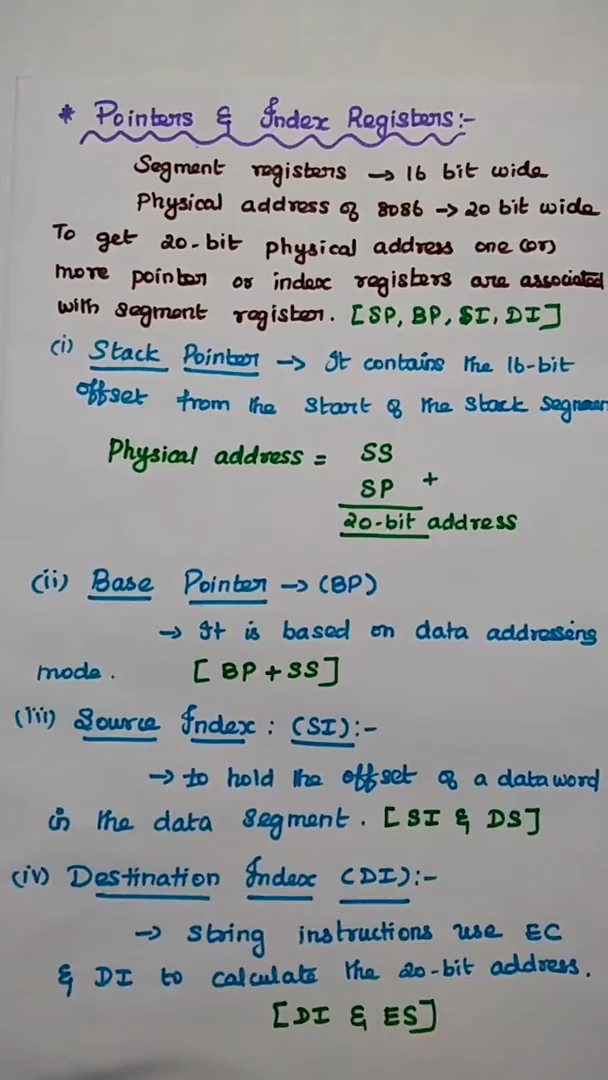 * Pointers & Index Registers:-
Segment registers → 16 bit wide
Physical address of 8086 → 20 bit wide
To get 20-bit physical address one (or)
more pointer or index registers are associated
with segment register. [SP, BP, SI, DI]
(i) Stack Pointer → It contains the 16-bit
offset from the start of the stack segmen
Physical address = SS
SP +
20-bit address
(ii) Base Pointer → (BP)
→ It is based on data addressing
mode. [BP + SS]
(iii) Source Index : (SI):-
→ to hold the offset of a dataword
in the data segment. [SI & DS]
(iv) Destination Index (DI):-
→ string instructions use EC
& DI to calculate the 20-bit address.
[DI & ES]